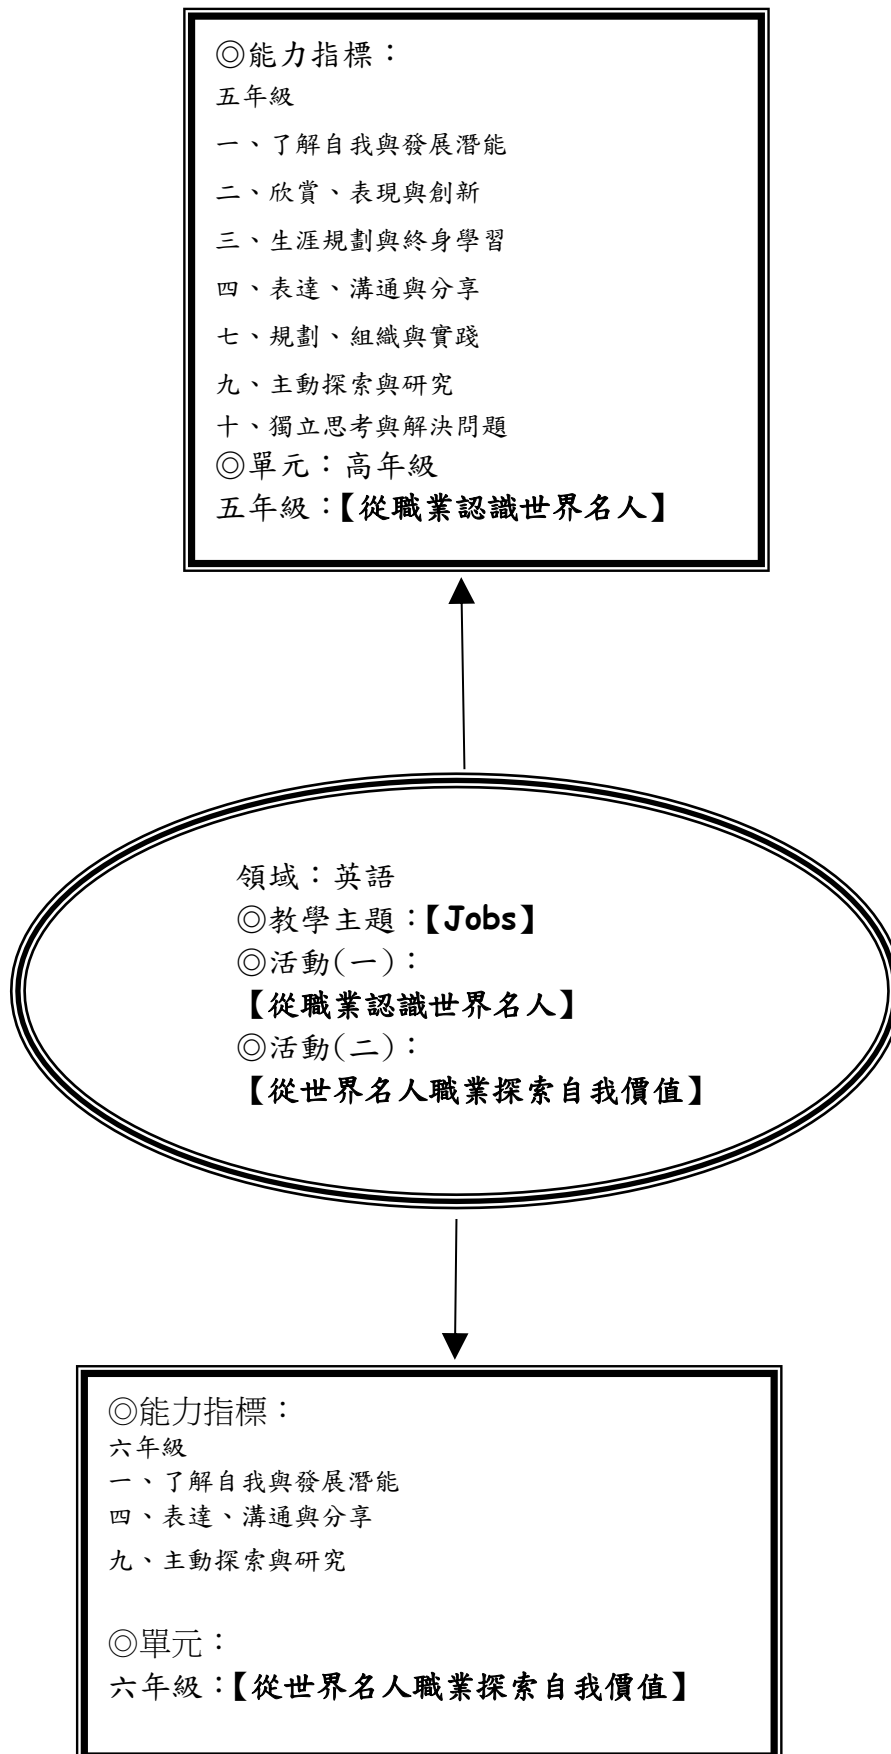 ◎能力指標：
五年級
一、了解自我與發展潛能
二、欣賞、表現與創新
三、生涯規劃與終身學習
四、表達、溝通與分享
七、規劃、組織與實踐
九、主動探索與研究
十、獨立思考與解決問題
◎單元：高年級
五年級：【從職業認識世界名人】
領域：英語
◎教學主題：【Jobs】
◎活動(一)：
【從職業認識世界名人】
◎活動(二)：
【從世界名人職業探索自我價值】
◎能力指標：
六年級
一、了解自我與發展潛能
四、表達、溝通與分享
九、主動探索與研究
◎單元：
六年級：【從世界名人職業探索自我價值】